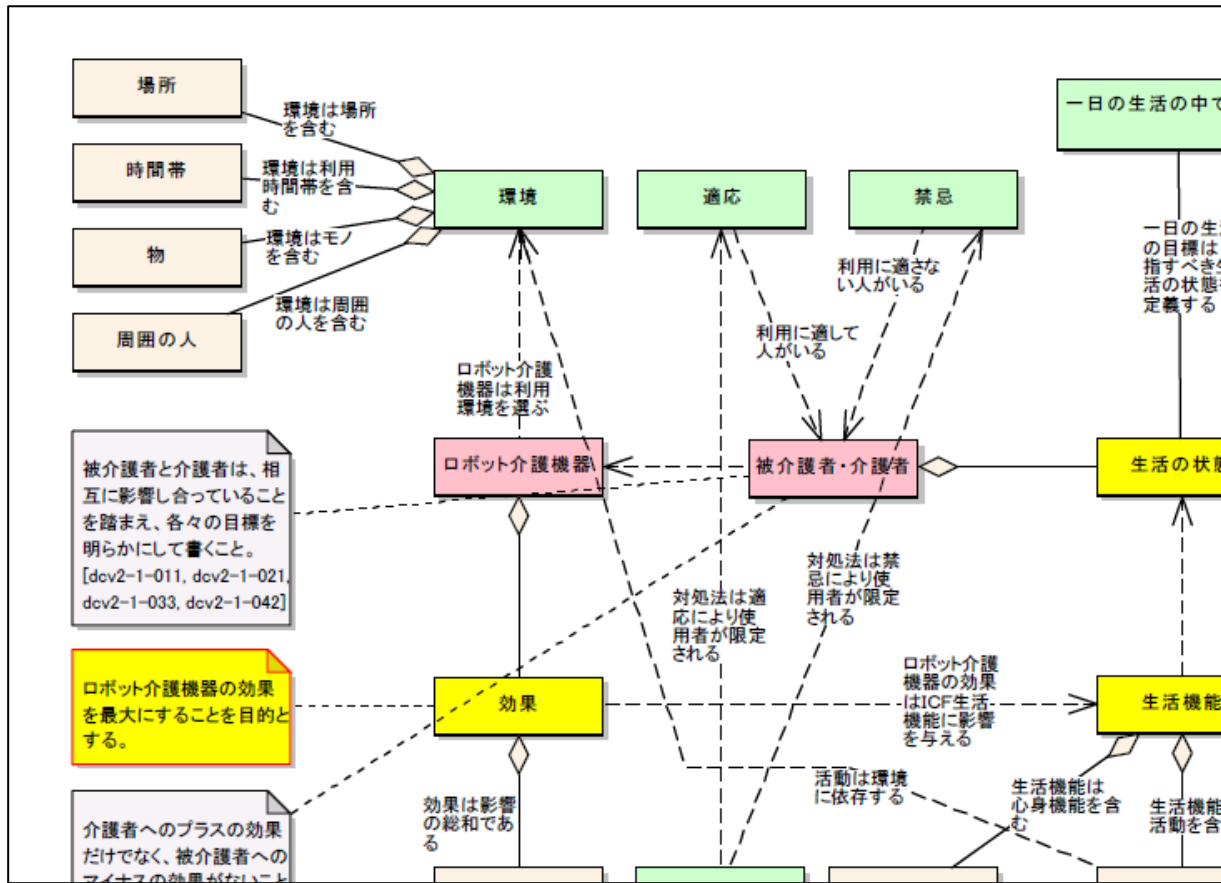 場所
環境は場所
を含む
一日の生活の中で
時間帯
環境は利用
時間帯を含
む
環境
適応
禁忌
物
環境はモノ
を含む
一日の生活
の目標は
指すべき生
活の状態を
定義する
利用に適さな
い人がいる
周囲の人
環境は周囲
の人を含む
利用に適して
人がいる
ロボット介護
機器は利用
環境を選ぶ
被介護者と介護者は、相
互に影響し合っていること
を踏まえ、各々の目標を
明らかにして書くこと。
[dcv2-1-011, dcv2-1-021,
dcv2-1-033, dcv2-1-042]
ロボット介護機器
被介護者・介護者
生活の状態
対処法は適
応により使
用者が限定
される
対処法は禁
忌により使
用者が限定
される
ロボット介護機器の効果
を最大にすることを目的と
する。
効果
ロボット介護
機器の効果
はICF生活
機能に影響
を与える
生活機能
効果は影響
の総和であ
る
活動は環境
に依存する
生活機能は
心身機能を含
む
生活機能
活動を含
介護者へのプラスの効果
だけでなく、被介護者への
マイナスの効果がないこと